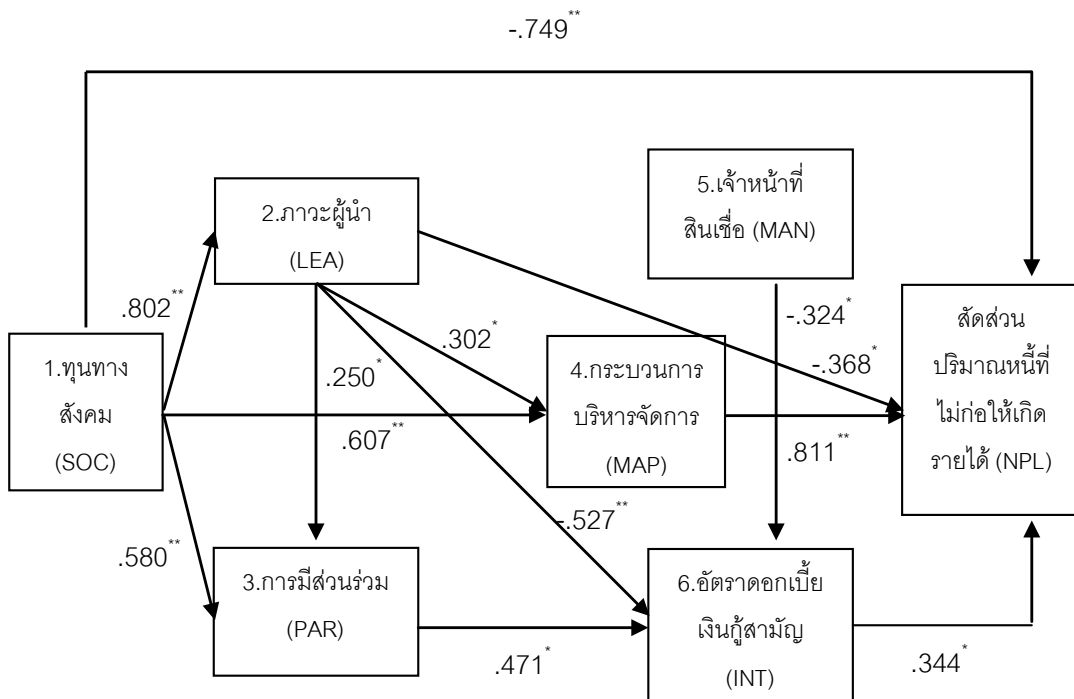 -.749**
5.เจ้าหน้าที่
สินเชื่อ (MAN)
2.ภาวะผู้นำ
(LEA)
.802**
-.324*
สัดส่วน
ปริมาณหนี้ที่
ไม่ก่อให้เกิด
รายได้ (NPL)
.302*
1.ทุนทาง
สังคม
(SOC)
.250*
4.กระบวนการ
บริหารจัดการ
(MAP)
-.368*
.607**
.811**
-.527**
.580**
3.การมีส่วนร่วม
(PAR)
6.อัตราดอกเบี้ย
เงินกู้สามัญ
(INT)
.471*
.344*